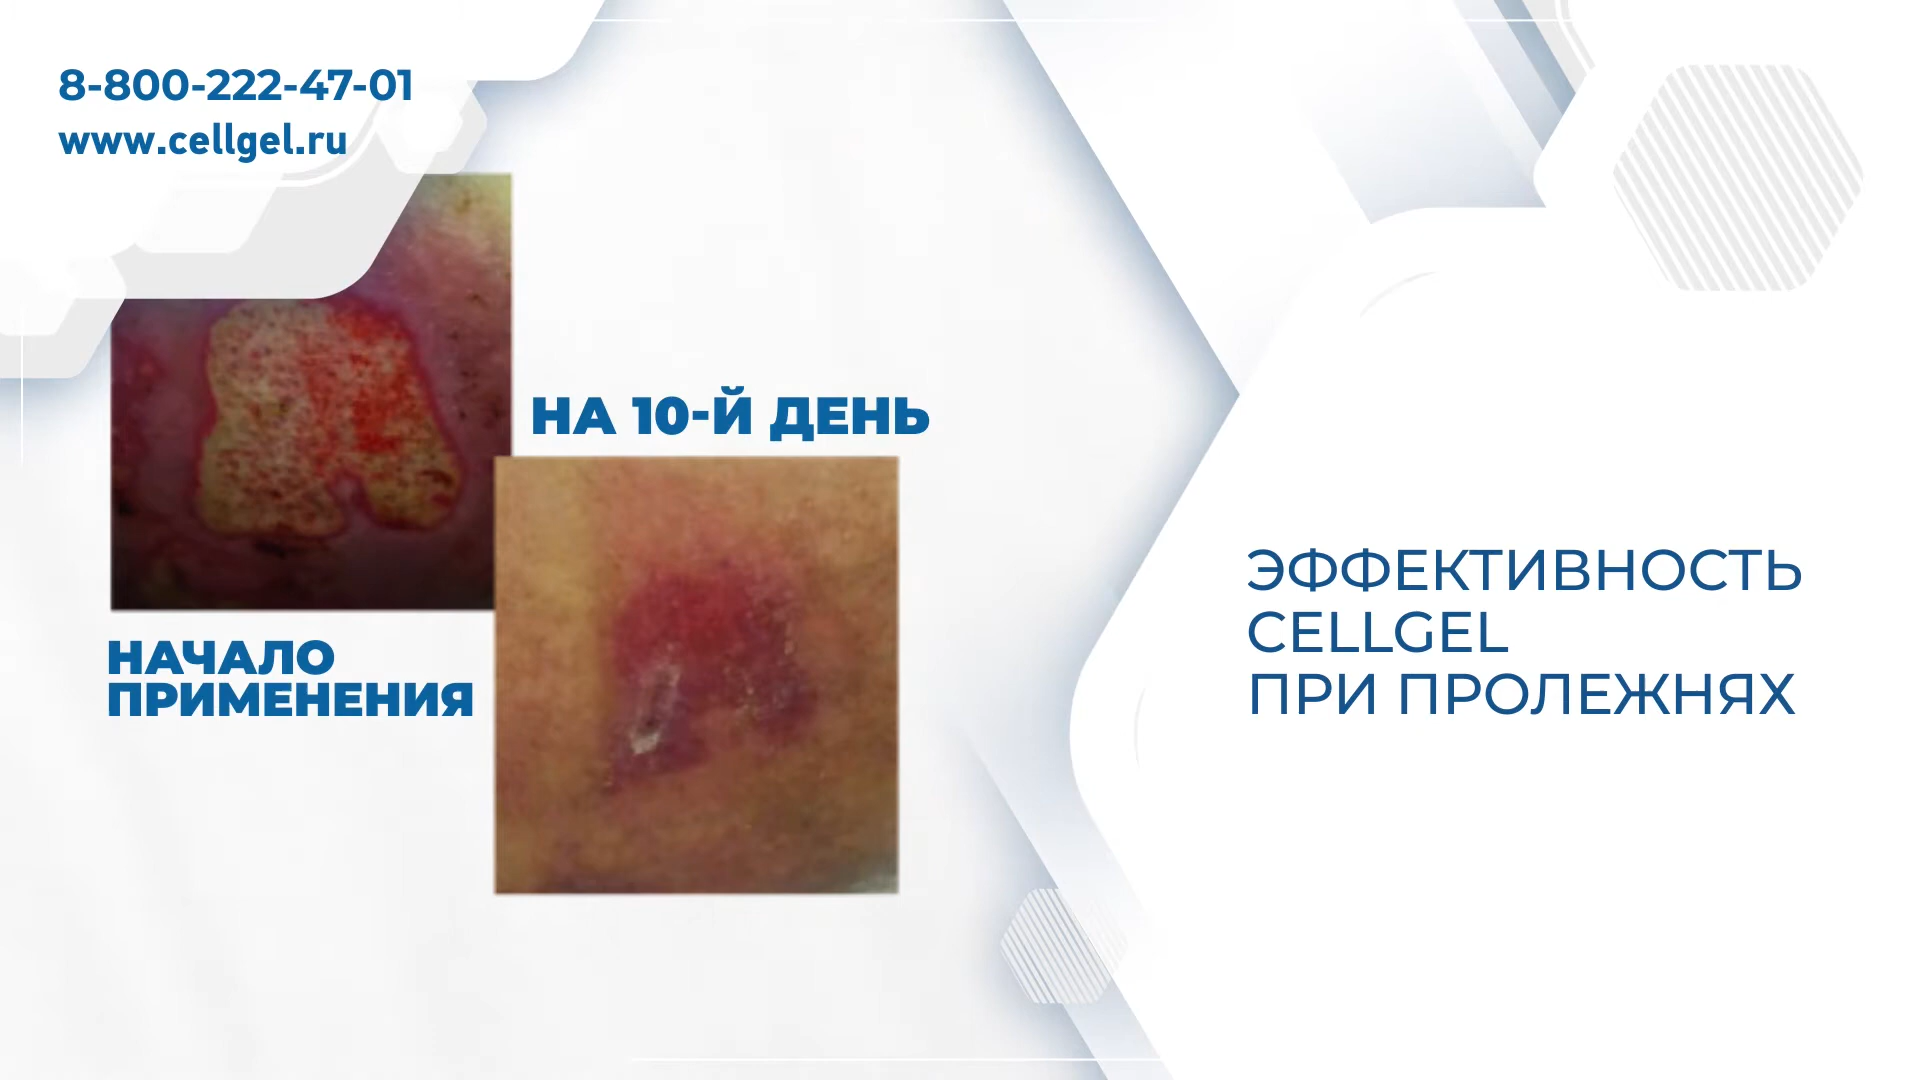 8-800-222-47-01
www.cellgel.ru
НА 10-Й ДЕНЬ
НАЧАЛО
ПРИМЕНЕНИЯ
ЭФФЕКТИВНОСТЬ
CELLGEL
ПРИ ПРОЛЕЖНЯХ